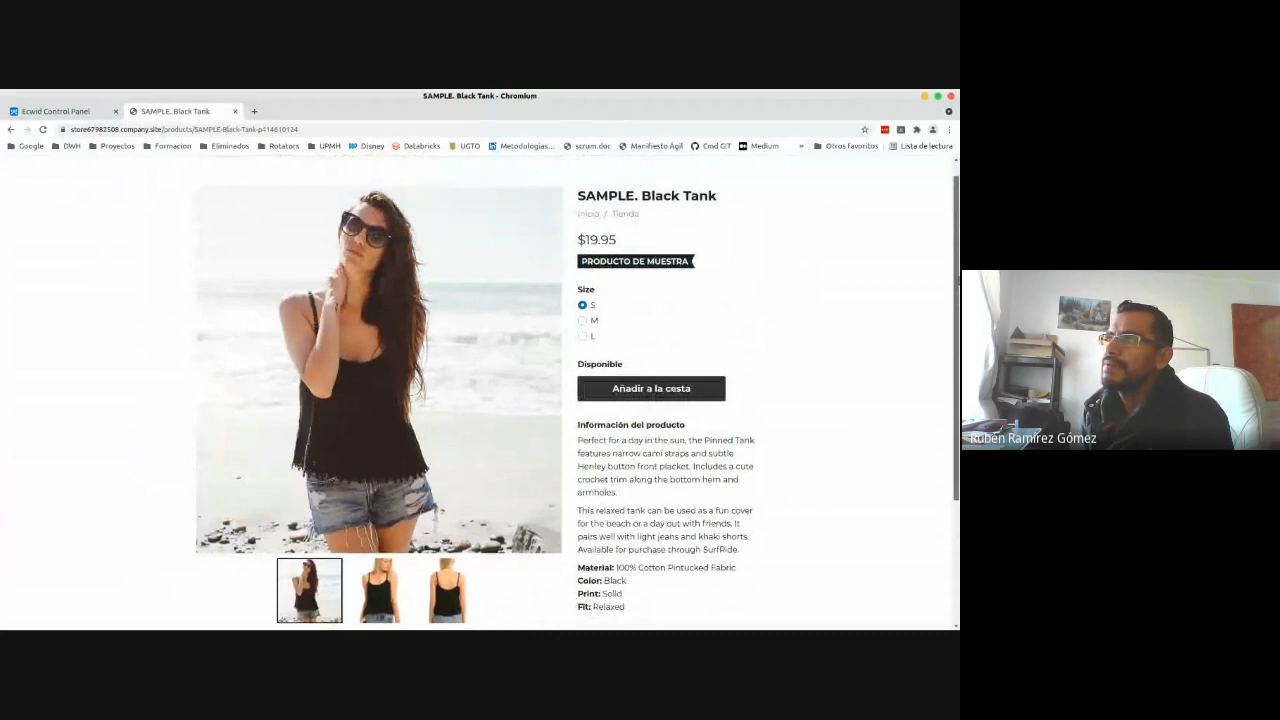 SAMPLE. Black Tank - Chromium
Ecwid Control Panel
SAMPLE. Black Tank
store67982508.company.site/products/SAMPLE-Black-Tank-p414610124
Google DWH Proyectos Formacion Eliminados Rotators UPMH Disney Databricks UGTO Metodologias... scrum.doc Manifiesto Ágil Cmd GIT Medium » Otros favoritos Lista de lectura
SAMPLE. Black Tank
Inicio / Tienda
$19.95
PRODUCTO DE MUESTRA
Size
S
M
L
Disponible
Añadir a la cesta
Información del producto
Perfect for a day in the sun, the Pinned Tank
features narrow cami straps and subtle
Henley button front placket. Includes a cute
crochet trim along the bottom hem and
armholes.
This relaxed tank can be used as a fun cover
for the beach or a day out with friends. It
pairs well with light jeans and khaki shorts.
Available for purchase through SurfRide.
Material: 100% Cotton Pintucked Fabric
Color: Black
Print: Solid
Fit: Relaxed
Rubén Ramírez Gómez